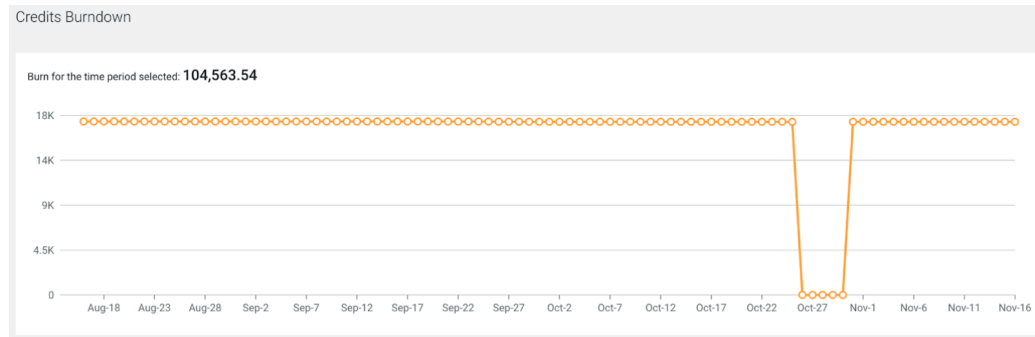 Credits Burndown
Burn for the time period selected: 104,563.54
18K
14K
9K
4.5K
0
Aug-18 Aug-23 Aug-28 Sep-2 Sep-7 Sep-12 Sep-17 Sep-22 Sep-27 Oct-2 Oct-7 Oct-12 Oct-17 Oct-22 Oct-27 Nov-1 Nov-6 Nov-11 Nov-16